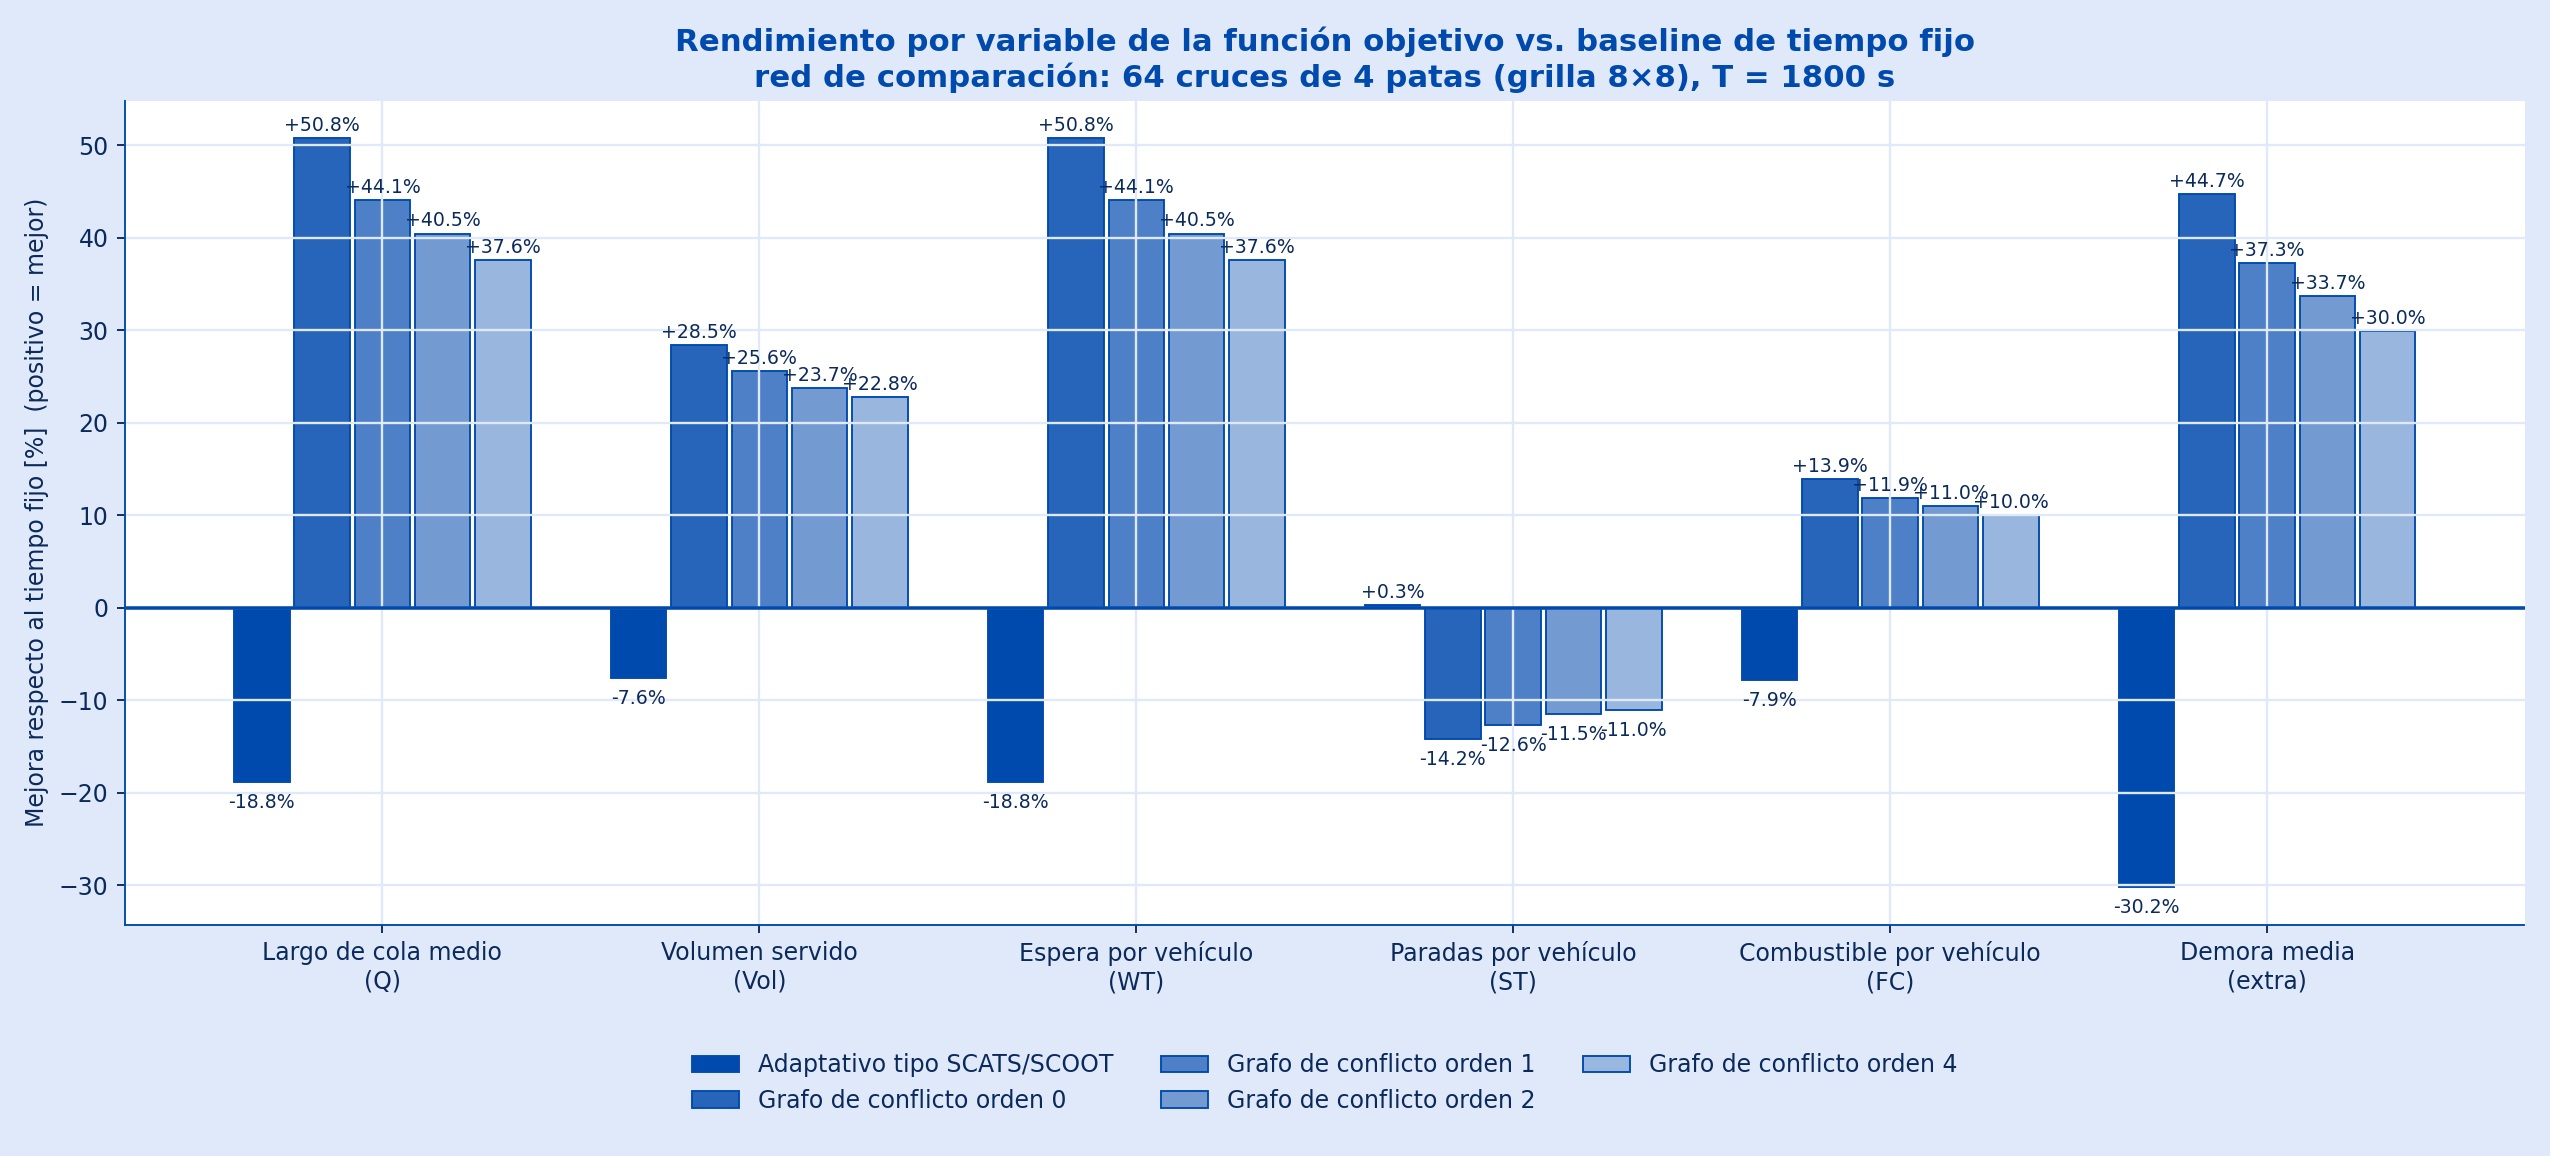 Rendimiento por variable de la función objetivo vs. baseline de tiempo fijo
red de comparación: 64 cruces de 4 patas (grilla 8×8), T = 1800 s
Mejora respecto al tiempo fijo [%]  (positivo = mejor)
50
40
30
20
10
0
−10
−20
−30
-18.8%
+50.8%
+44.1%
+40.5%
+37.6%
-7.6%
+28.5%
+25.6%
+23.7%
+22.8%
-18.8%
+50.8%
+44.1%
+40.5%
+37.6%
+0.3%
-14.2%
-12.6%
-11.5%
-11.0%
-7.9%
+13.9%
+11.9%
+11.0%
+10.0%
-30.2%
+44.7%
+37.3%
+33.7%
+30.0%
Largo de cola medio
(Q)
Volumen servido
(Vol)
Espera por vehículo
(WT)
Paradas por vehículo
(ST)
Combustible por vehículo
(FC)
Demora media
(extra)
Adaptativo tipo SCATS/SCOOT
Grafo de conflicto orden 0
Grafo de conflicto orden 1
Grafo de conflicto orden 2
Grafo de conflicto orden 4